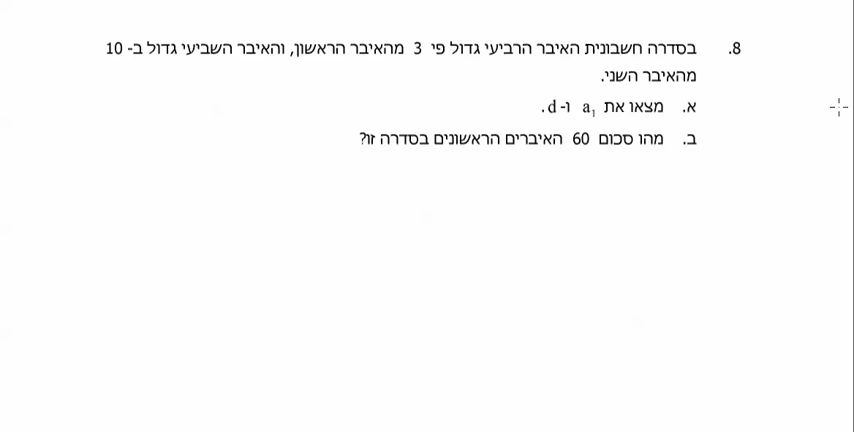 8. בסדרה חשבונית האיבר הרביעי גדול פי 3 מהאיבר הראשון, והאיבר השביעי גדול ב- 10
מהאיבר השני.
א. מצאו את a₁ ו- d.
ב. מהו סכום 60 האיברים הראשונים בסדרה זו?